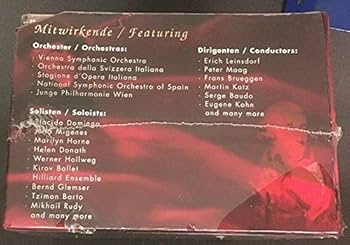 Mitwirkende / Featuring
Orchester / Orchestras:
• Vienna Symphonic Orchestra
• Orchestra della Svizzera Italiana
• Stagione d'Opera Italiana
• National Symphonic Orchestra of Spain
• Junge Philharmonie Wien
Solisten / Soloists:
• Placido Domingo
• Julia Migenes
• Marilyn Horne
• Helen Donath
• Werner Hollweg
• Kirov Ballet
• Hilliard Ensemble
• Bernd Glemser
• Tzimon Barto
• Mikhail Rudy
and many more
Dirigenten / Conductors:
• Erich Leinsdorf
• Peter Maag
• Frans Brueggen
• Martin Katz
• Serge Baudo
• Eugene Kohn
and many more